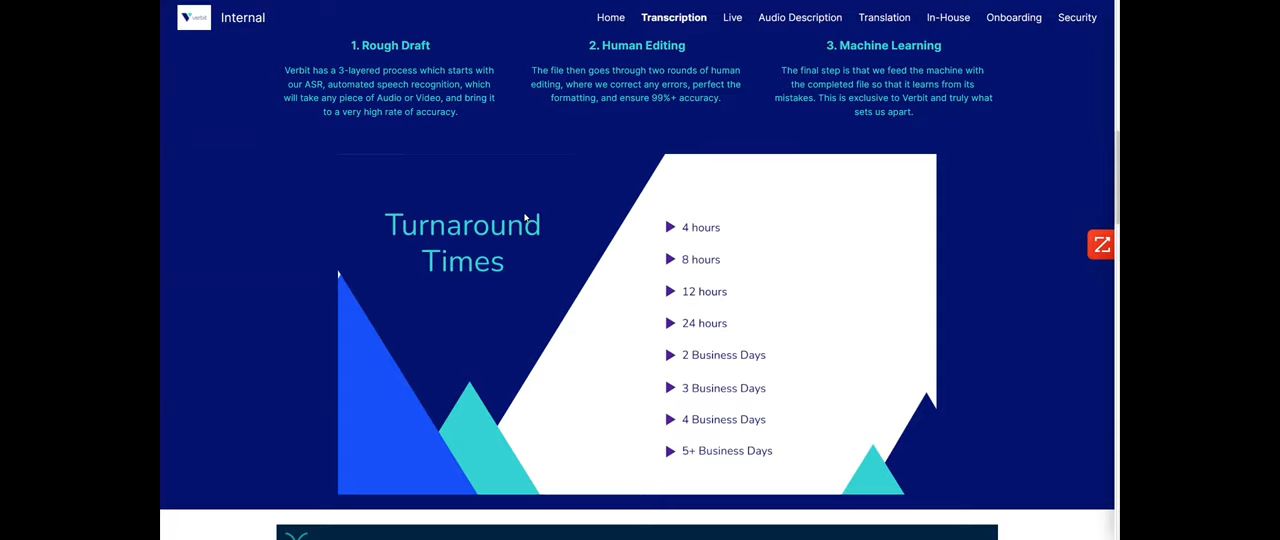 verbit
Internal
Home
Transcription
Live
Audio Description
Translation
In-House
Onboarding
Security
1. Rough Draft
Verbit has a 3-layered process which starts with
our ASR, automated speech recognition, which
will take any piece of Audio or Video, and bring it
to a very high rate of accuracy.
2. Human Editing
The file then goes through two rounds of human
editing, where we correct any errors, perfect the
formatting, and ensure 99%+ accuracy.
3. Machine Learning
The final step is that we feed the machine with
the completed file so that it learns from its
mistakes. This is exclusive to Verbit and truly what
sets us apart.
Turnaround
Times
4 hours
8 hours
12 hours
24 hours
2 Business Days
3 Business Days
4 Business Days
5+ Business Days